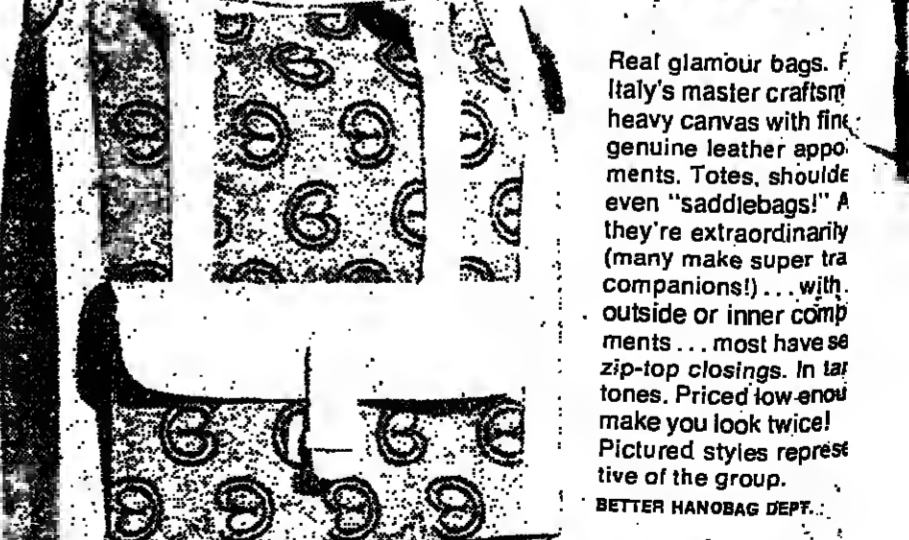 Real glamour bags. F
Italy's master craftsm
heavy canvas with fine
genuine leather appo
ments. Totes, shoulde
even "saddlebags!" A
they're extraordinarily
(many make super tra
companions!)...with
outside or inner comp
ments...most have se
zip-top closings. In tar
tones. Priced low enou
make you look twice!
Pictured styles represe
tive of the group.
BETTER HANDBAG DEPT.